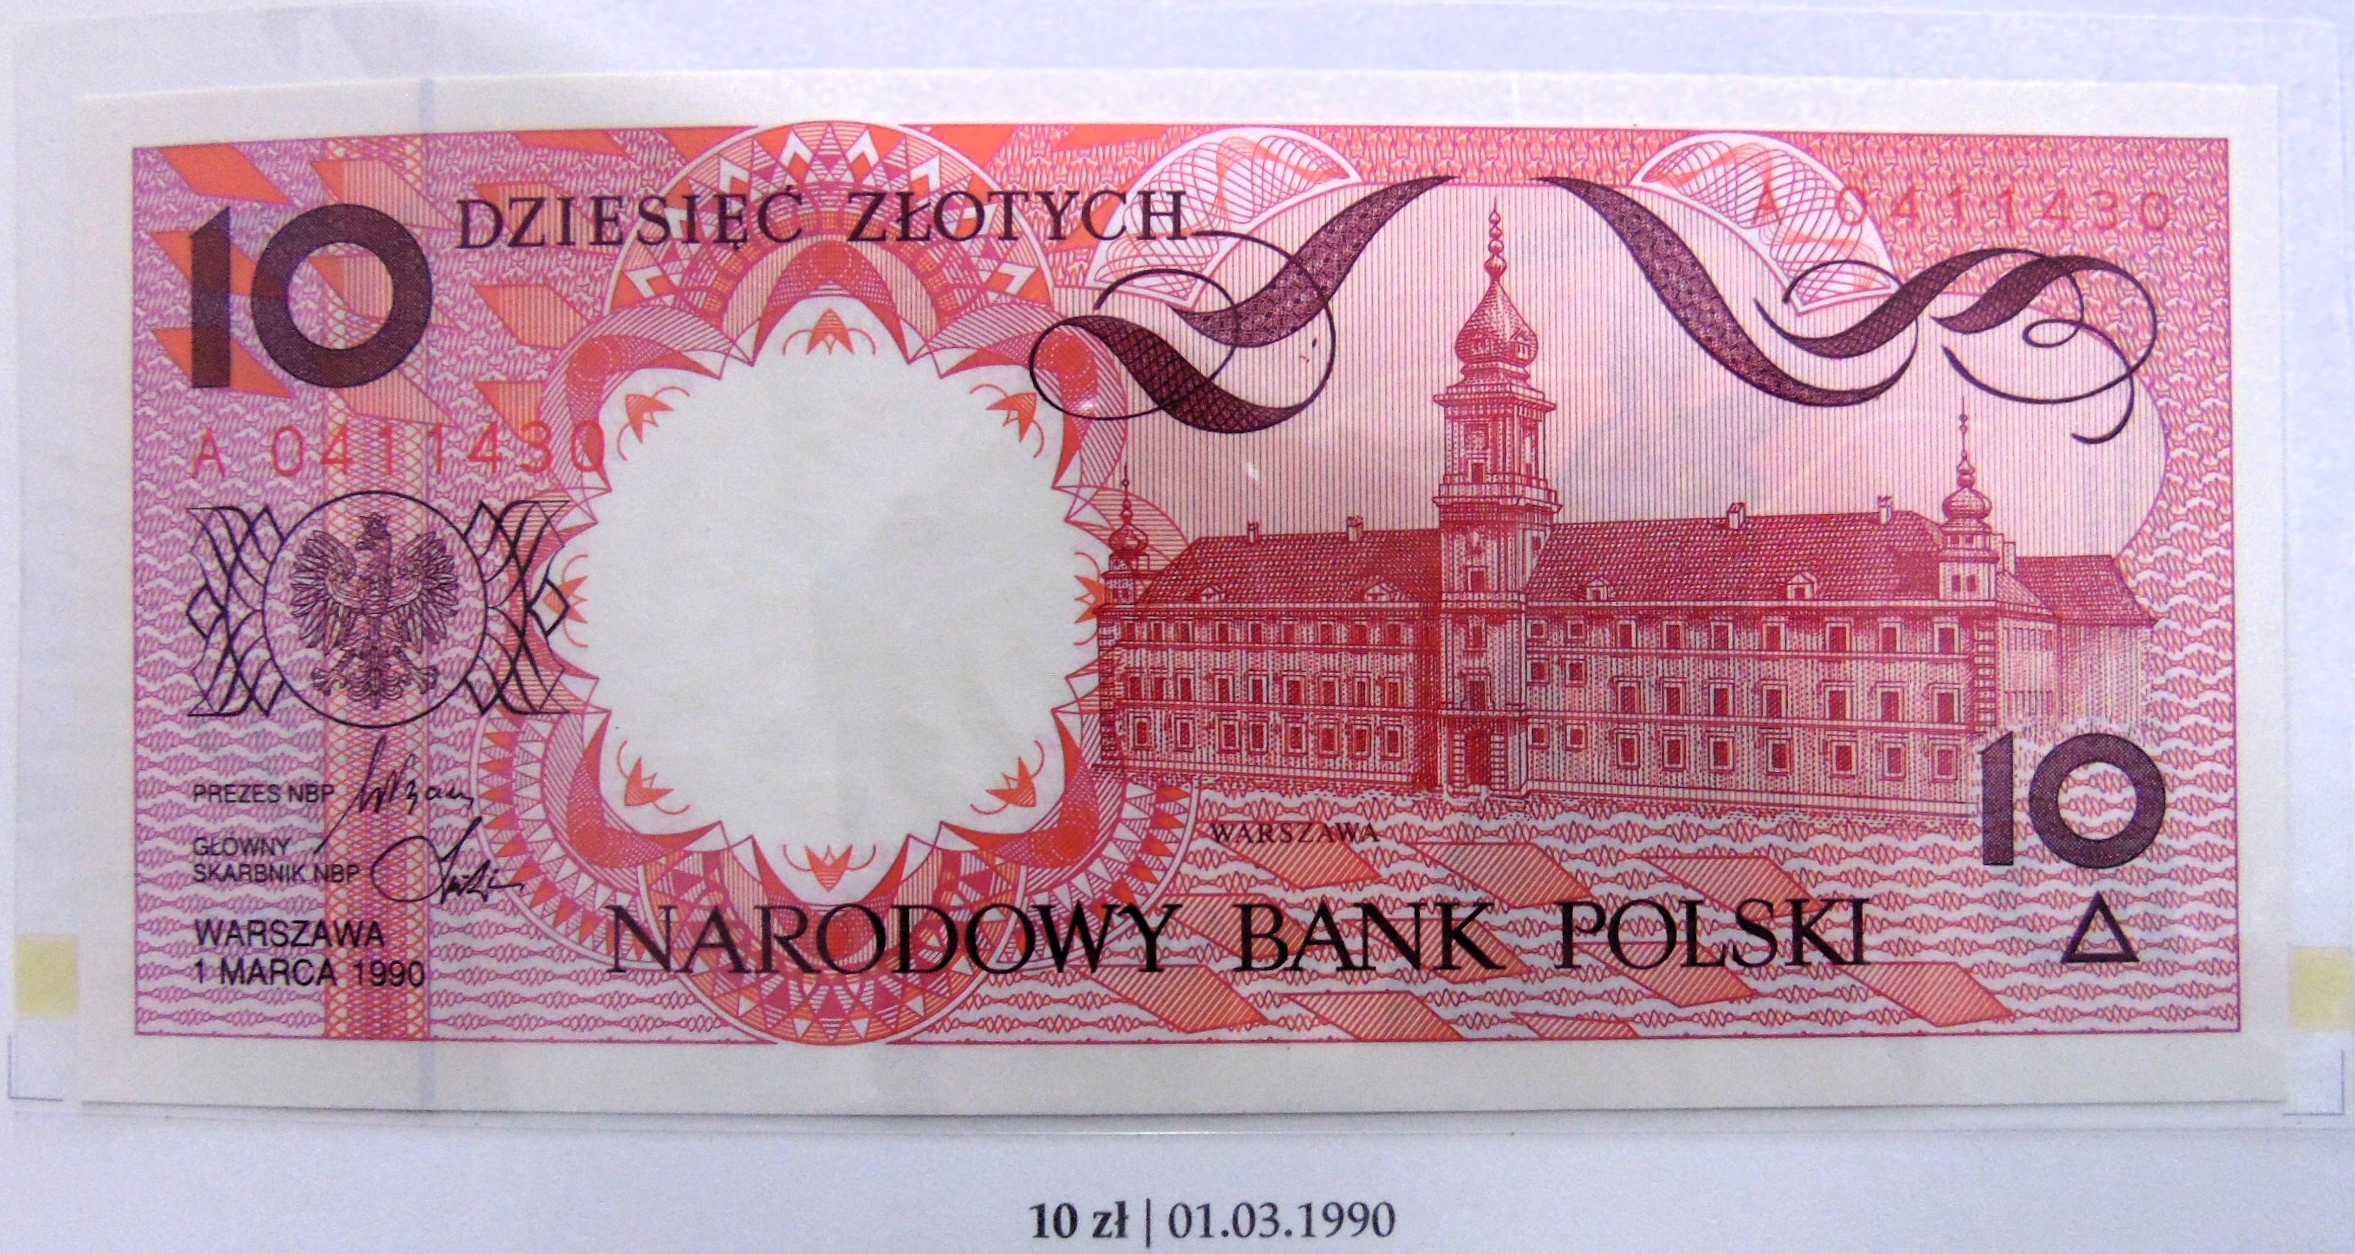 10 DZIESIĘĆ ZŁOTYCH
A 0411430
A 0411430
PREZES NBP
GŁÓWNY
SKARBNIK NBP
WARSZAWA
1 MARCA 1990
WARSZAWA
10
NARODOWY BANK POLSKI
10 zł | 01.03.1990